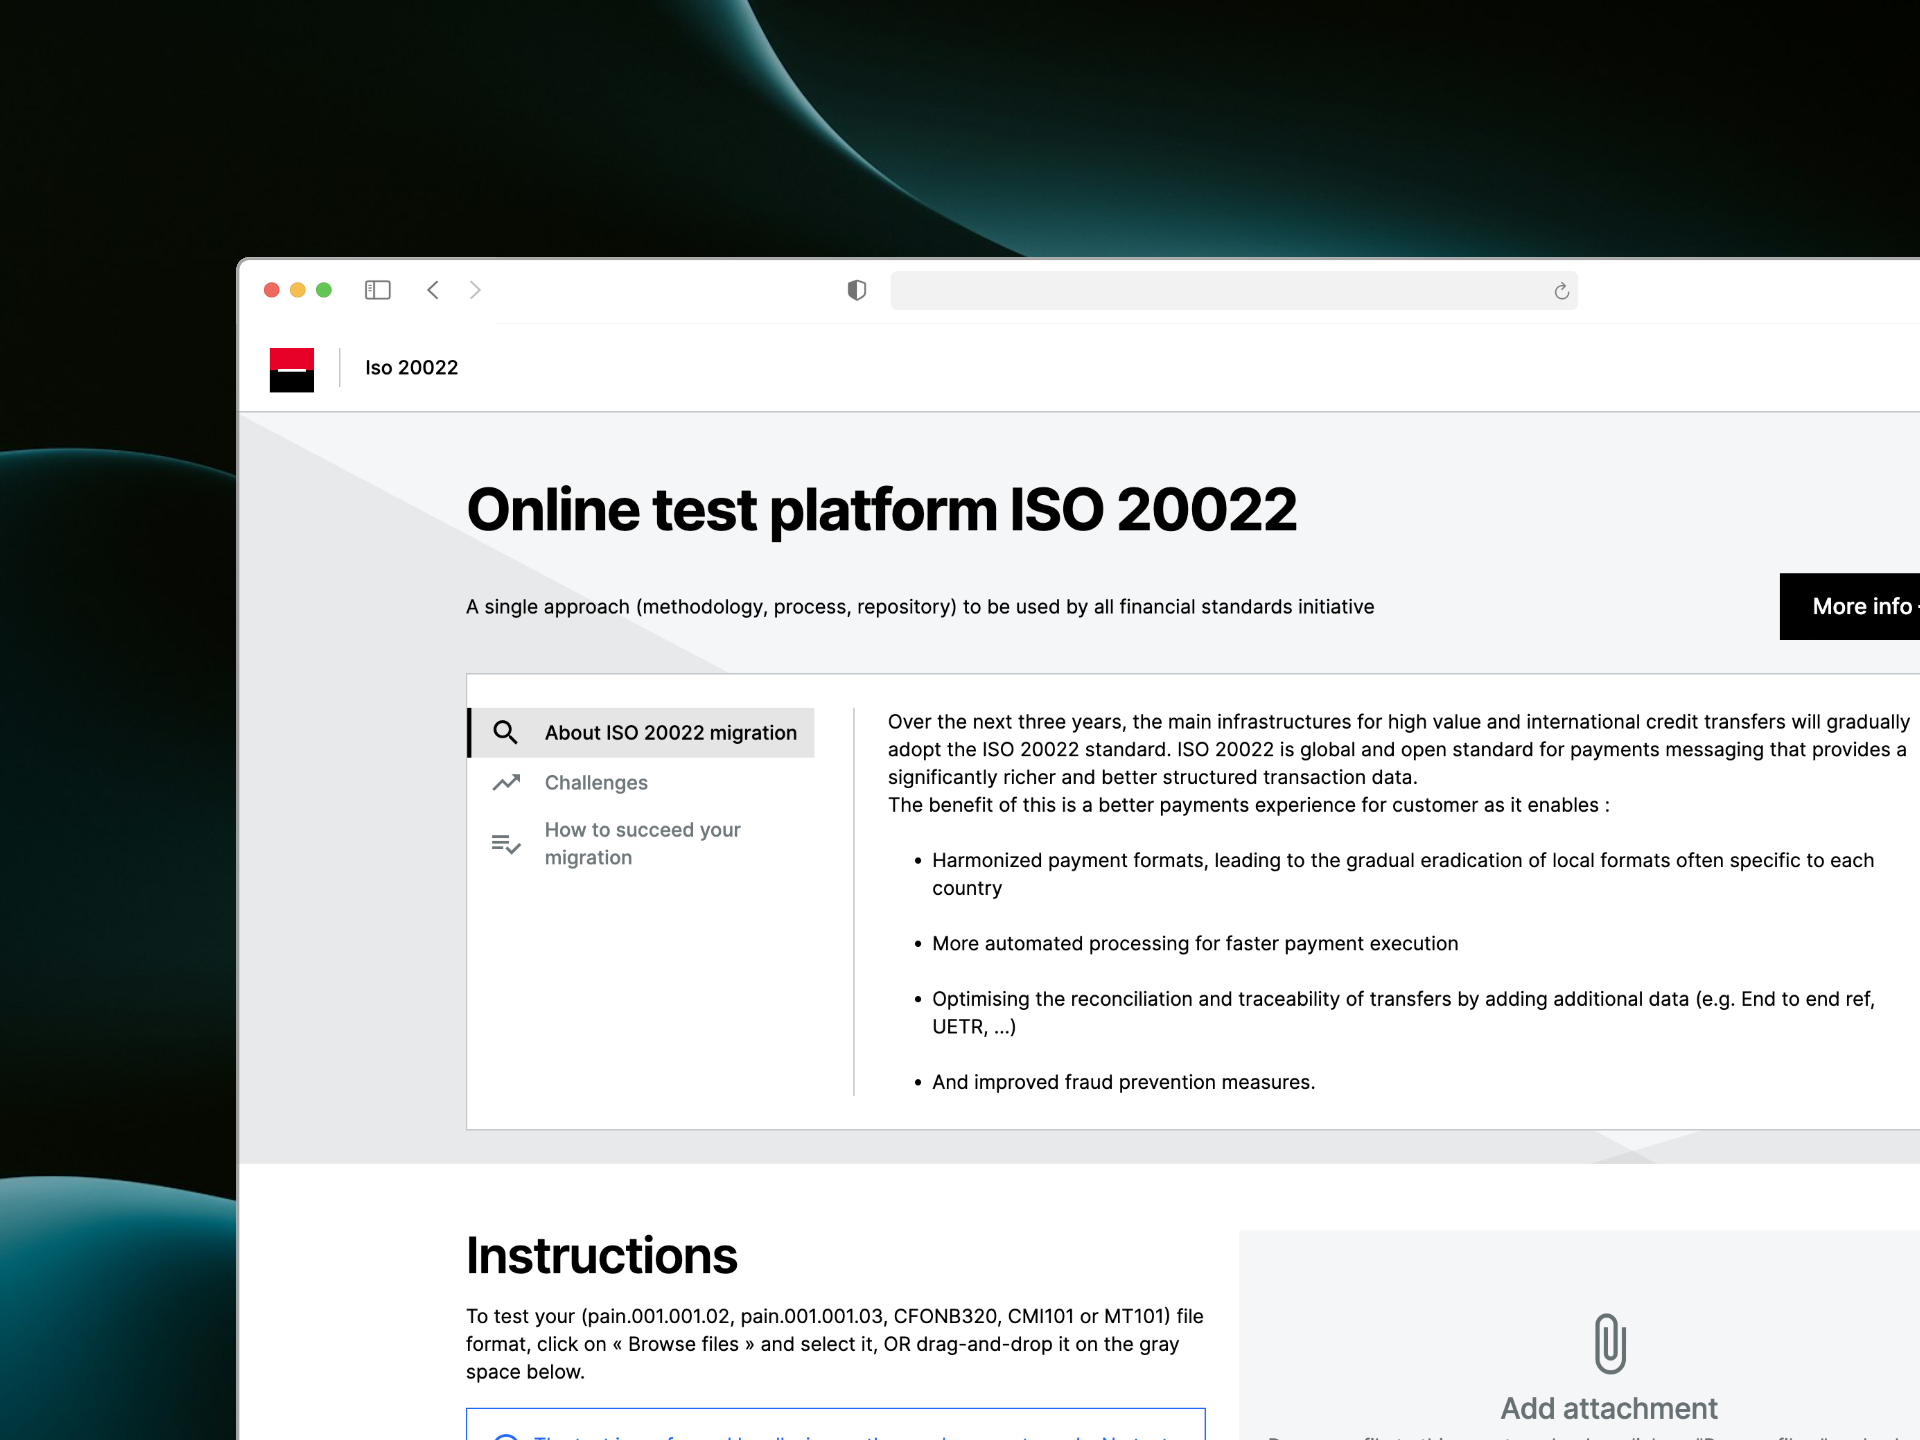 Iso 20022
Online test platform ISO 20022
A single approach (methodology, process, repository) to be used by all financial standards initiative
More info
About ISO 20022 migration
Challenges
How to succeed your
migration
Over the next three years, the main infrastructures for high value and international credit transfers will gradually
adopt the ISO 20022 standard. ISO 20022 is global and open standard for payments messaging that provides a
significantly richer and better structured transaction data.
The benefit of this is a better payments experience for customer as it enables :
• Harmonized payment formats, leading to the gradual eradication of local formats often specific to each
country
• More automated processing for faster payment execution
• Optimising the reconciliation and traceability of transfers by adding additional data (e.g. End to end ref,
UETR, ...)
• And improved fraud prevention measures.
Instructions
To test your (pain.001.001.02, pain.001.001.03, CFONB320, CMI101 or MT101) file
format, click on « Browse files » and select it, OR drag-and-drop it on the gray
space below.
Add attachment